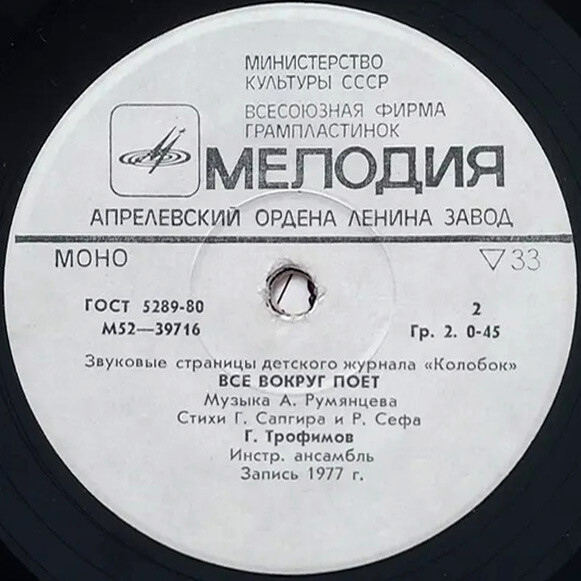 МИНИСТЕРСТВО
КУЛЬТУРЫ СССР
ВСЕСОЮЗНАЯ ФИРМА
ГРАМПЛАСТИНОК
МЕЛОДИЯ
АПРЕЛЕВСКИЙ ОРДЕНА ЛЕНИНА ЗАВОД
МОНО ▽33
ГОСТ 5289-80 2
М52—39716 Гр. 2. 0-45
Звуковые страницы детского журнала «Колобок»
ВСЕ ВОКРУГ ПОЕТ
Музыка А. Румянцева
Стихи Г. Сапгира и Р. Сефа
Г. Трофимов
Инстр. ансамбль
Запись 1977 г.